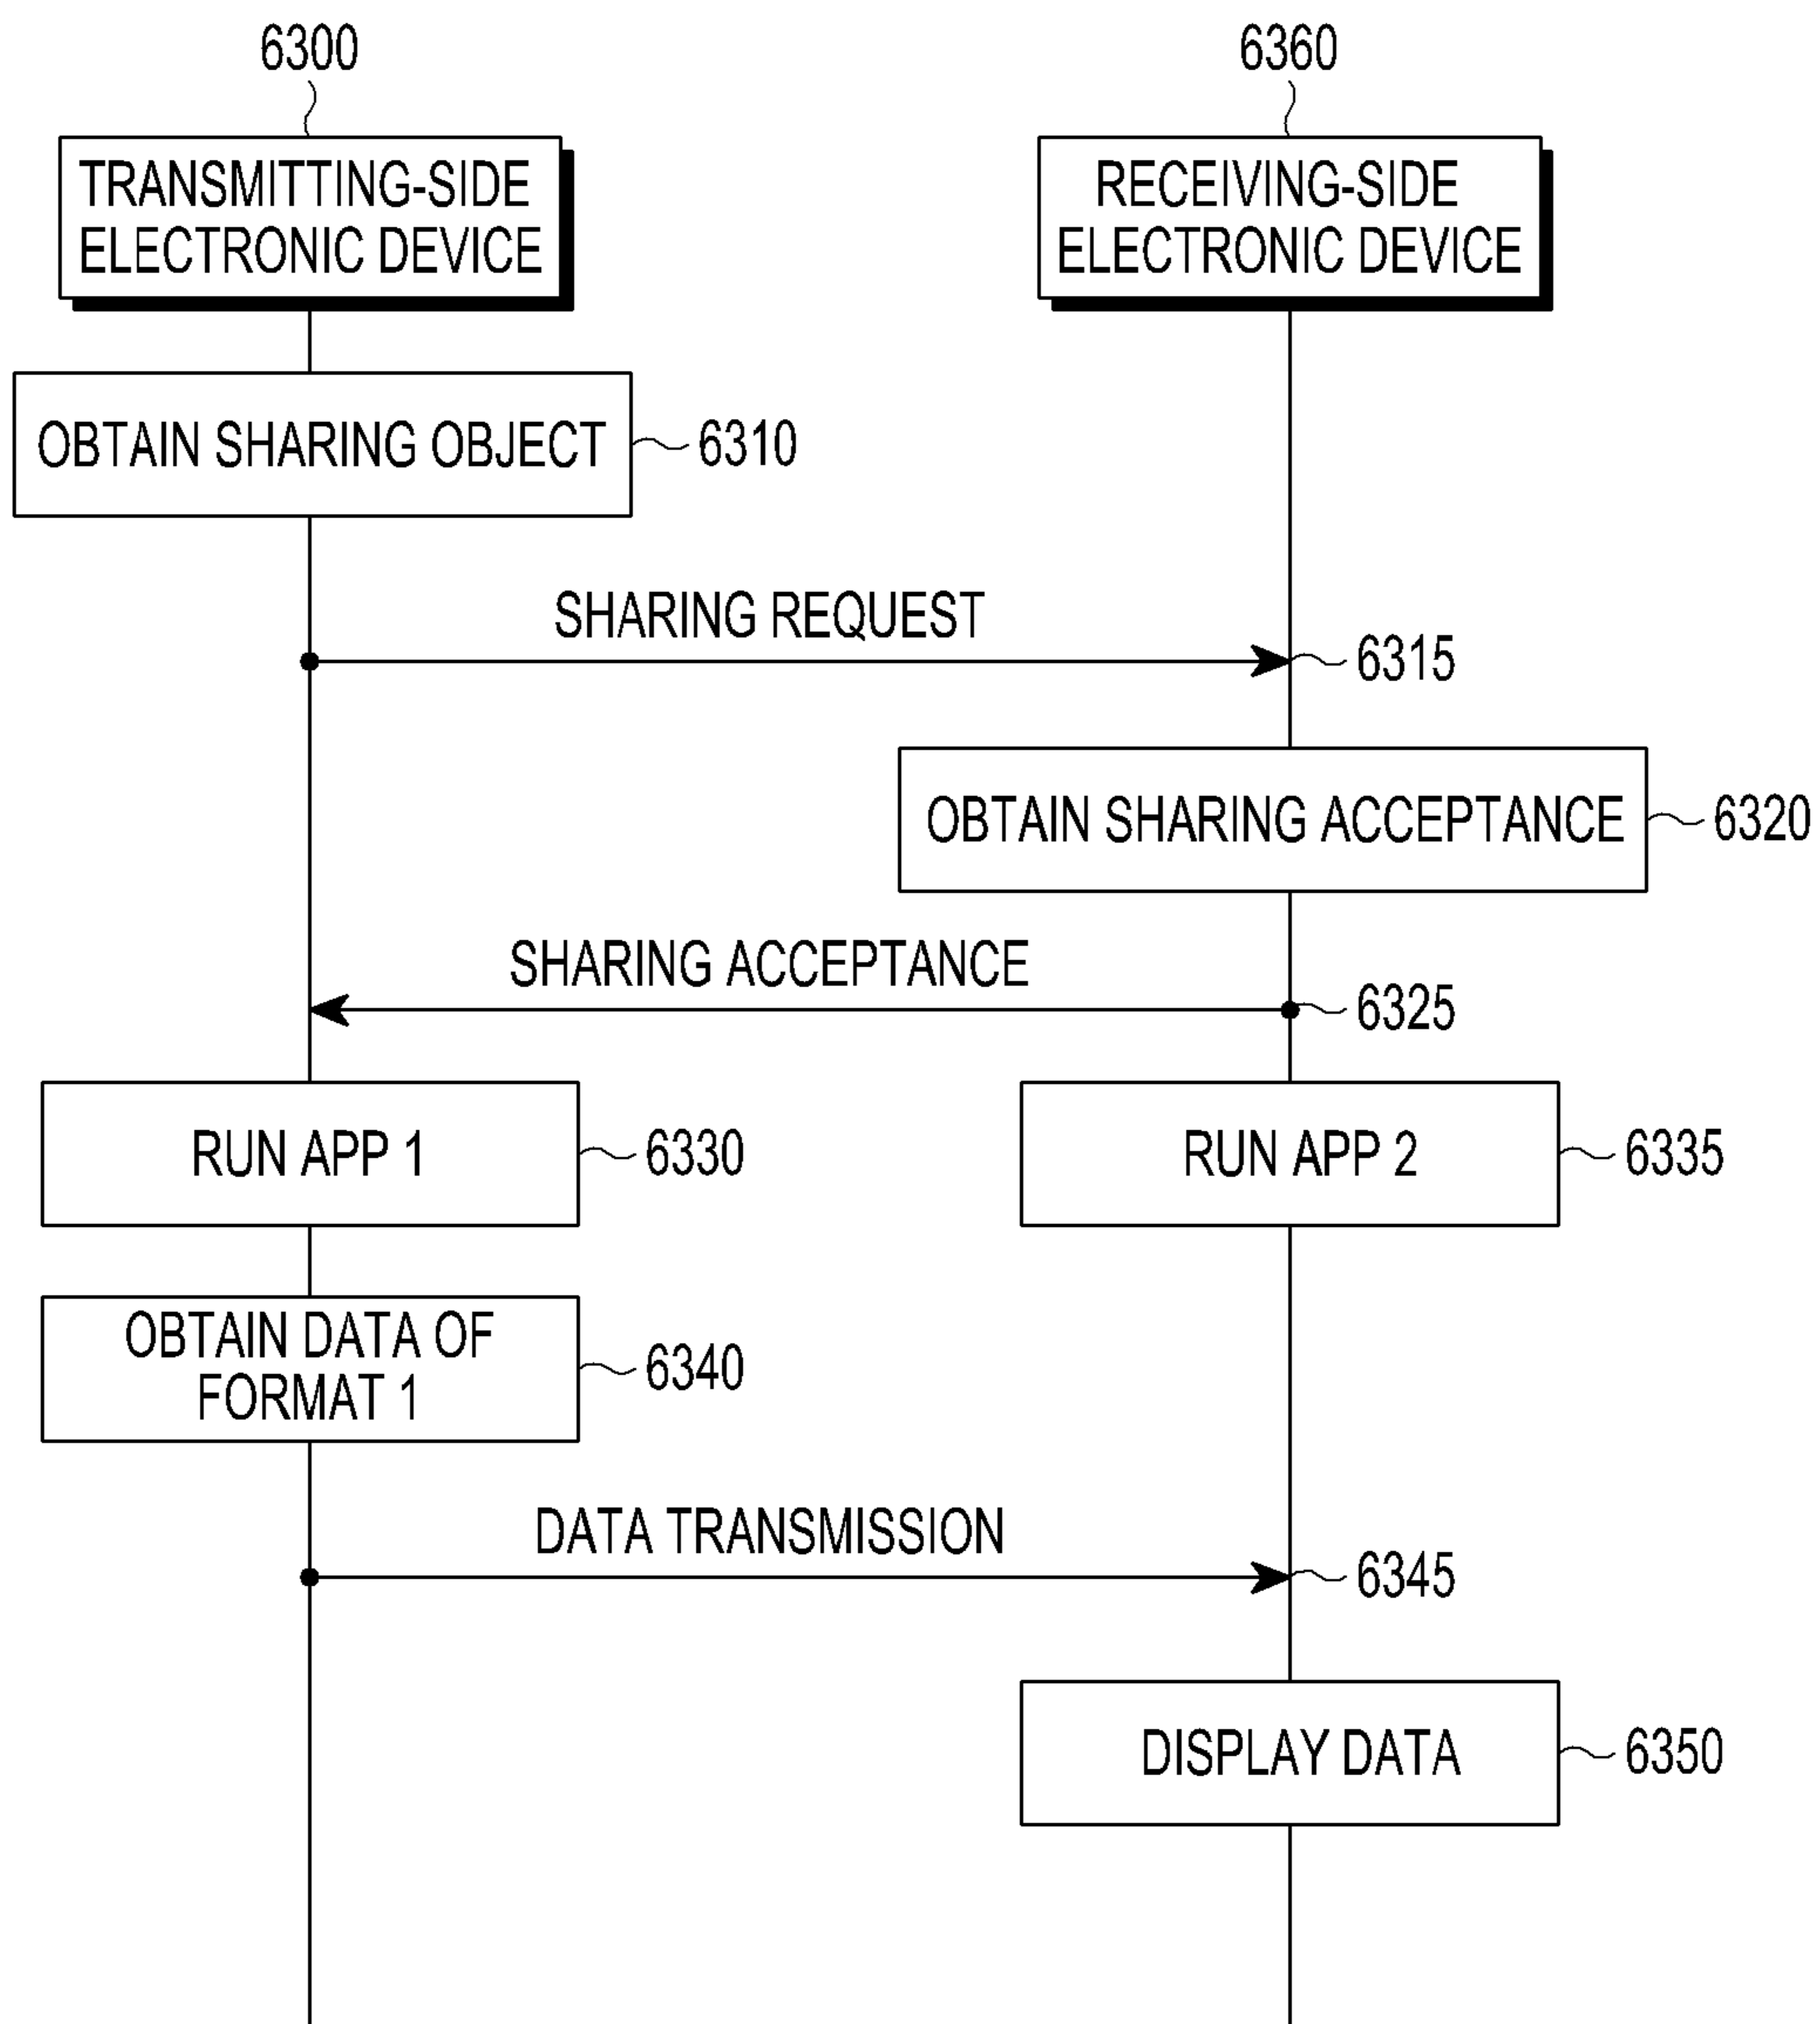 6300
6360
TRANSMITTING-SIDE
ELECTRONIC DEVICE
RECEIVING-SIDE
ELECTRONIC DEVICE
OBTAIN SHARING OBJECT
6310
SHARING REQUEST
6315
OBTAIN SHARING ACCEPTANCE
6320
SHARING ACCEPTANCE
6325
RUN APP 1
6330
RUN APP 2
6335
OBTAIN DATA OF
FORMAT 1
6340
DATA TRANSMISSION
6345
DISPLAY DATA
6350